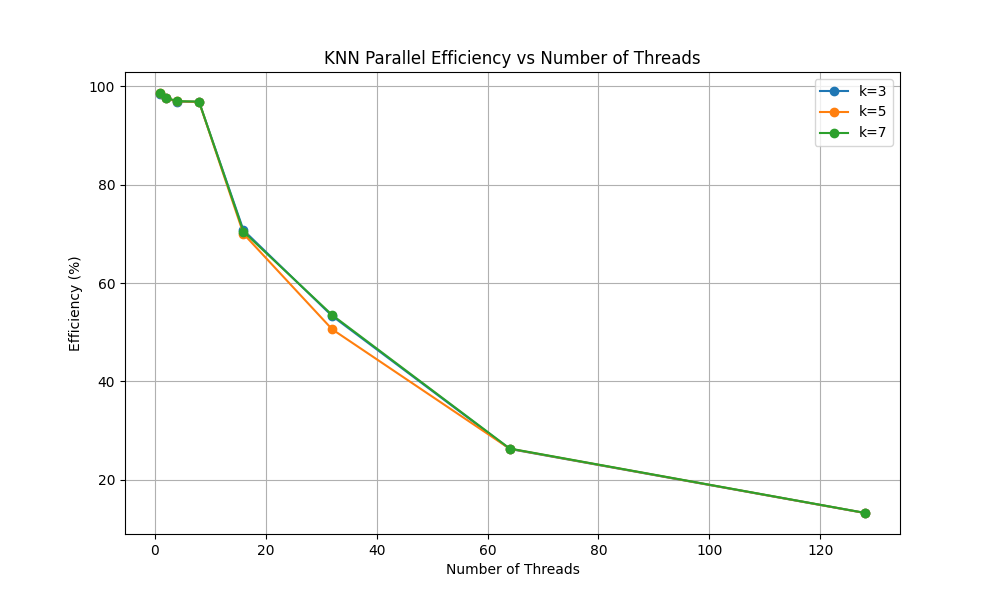 KNN Parallel Efficiency vs Number of Threads
k=3
k=5
k=7
Efficiency (%)
100
80
60
40
20
0 20 40 60 80 100 120
Number of Threads